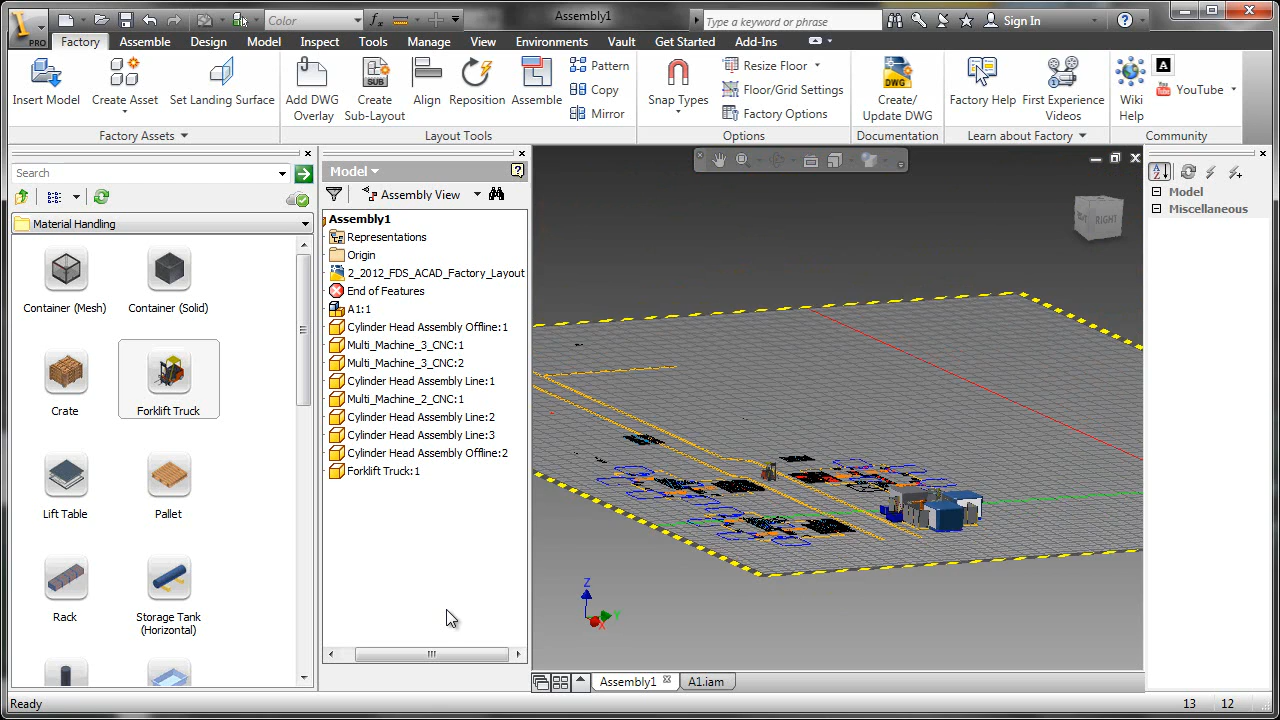 PRO
Color
Assembly1
Type a keyword or phrase
Sign In
Factory Assemble Design Model Inspect Tools Manage View Environments Vault Get Started Add-Ins
Insert Model
Create Asset
Set Landing Surface
Factory Assets
Add DWG Overlay
Create Sub-Layout
Align
Reposition
Assemble
Pattern
Copy
Mirror
Layout Tools
Snap Types
Resize Floor
Floor/Grid Settings
Factory Options
Options
Create/ Update DWG
Documentation
Factory Help
First Experience Videos
Learn about Factory
Wiki Help
A
YouTube
Community
Search
Material Handling
Container (Mesh)
Container (Solid)
Crate
Forklift Truck
Lift Table
Pallet
Rack
Storage Tank (Horizontal)
Model
Assembly View
Assembly1
Representations
Origin
2_2012_FDS_ACAD_Factory_Layout
End of Features
A1:1
Cylinder Head Assembly Offline:1
Multi_Machine_3_CNC:1
Multi_Machine_3_CNC:2
Cylinder Head Assembly Line:1
Multi_Machine_2_CNC:1
Cylinder Head Assembly Line:2
Cylinder Head Assembly Line:3
Cylinder Head Assembly Offline:2
Forklift Truck:1
RIGHT
Z
Y
X
Assembly1
A1.iam
Model
Miscellaneous
Ready
13 12